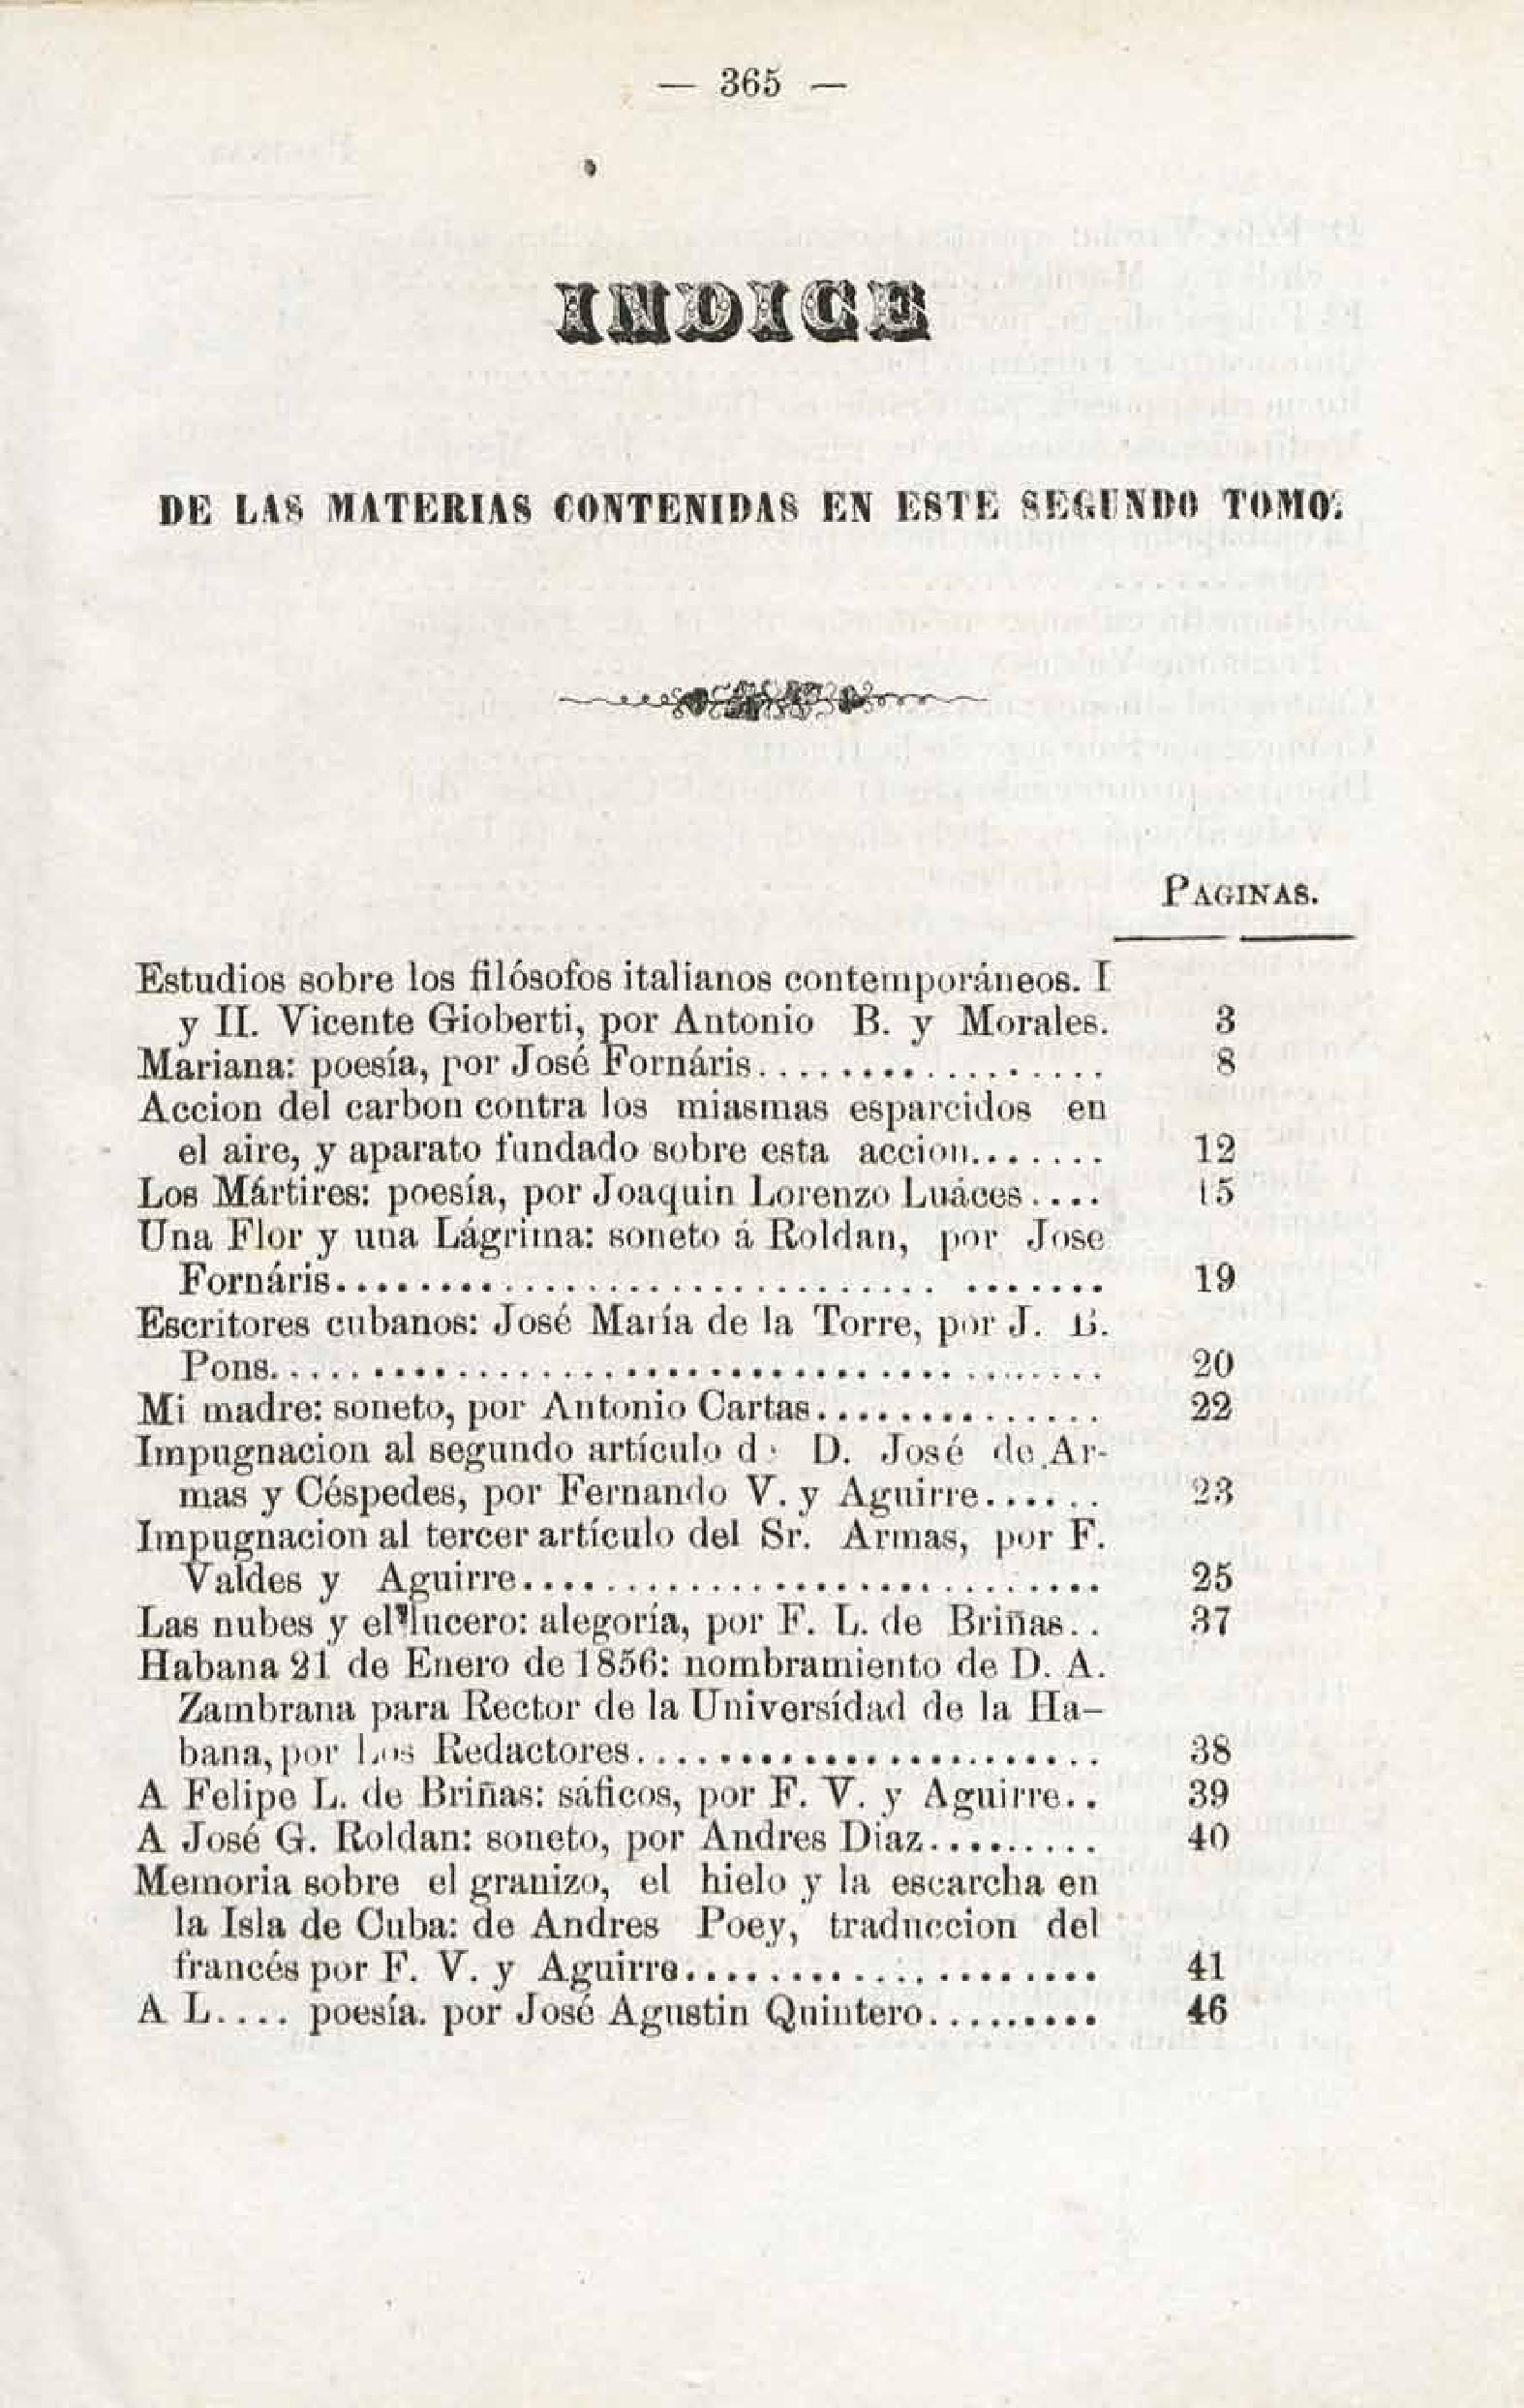 — 365 —
INDICE
DE LAS MATERIAS CONTENIDAS EN ESTE SEGUNDO TOMO.
PAGINAS.
Estudios sobre los filósofos italianos contemporáneos. I
y II. Vicente Gioberti, por Antonio B. y Morales. 3
Mariana: poesía, por José Fornáris................. 8
Accion del carbon contra los miasmas esparcidos en
el aire, y aparato fundado sobre esta accion....... 12
Los Mártires: poesía, por Joaquin Lorenzo Luáces.... 15
Una Flor y una Lágrima: soneto á Roldan, por Jose
Fornáris..................................... 19
Escritores cubanos: José María de la Torre, por J. B.
Pons........................................ 20
Mi madre: soneto, por Antonio Cartas.............. 22
Impugnacion al segundo artículo d D. José de Ar-
mas y Céspedes, por Fernando V. y Aguirre...... 23
Impugnacion al tercer artículo del Sr. Armas, por F.
Valdes y Aguirre............................ 25
Las nubes y el lucero: alegoría, por F. L. de Briñas.. 37
Habana 21 de Enero de 1856: nombramiento de D. A.
Zambrana para Rector de la Universídad de la Ha-
bana, por Los Redactores....................... 38
A Felipe L. de Briñas: sáficos, por F. V. y Aguirre.. 39
A José G. Roldan: soneto, por Andres Diaz......... 40
Memoria sobre el granizo, el hielo y la escarcha en
la Isla de Cuba: de Andres Poey, traduccion del
francés por F. V. y Aguirre.................... 41
A L.... poesía. por José Agustin Quintero......... 46